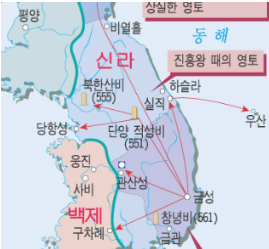 상실한 영토
평양
비열홀
동해
신라
진흥왕 때의 영토
북한산비
(555)
하슬라
실직
우산
당항성
단양 적성비
(551)
웅진
관산성
사비
금성
백제
구차례
창녕비(561)
금관